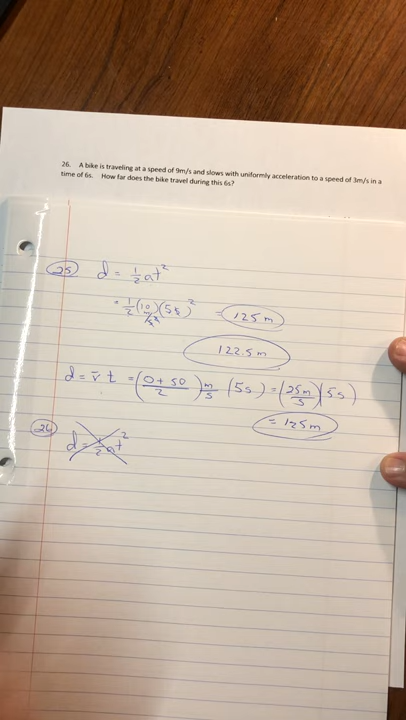 26. A bike is traveling at a speed of 9m/s and slows with uniformly acceleration to a speed of 3m/s in a
time of 6s. How far does the bike travel during this 6s?
25 d = 1/2 at²
= 1/2 (10 m/s²)(5s)² = 125 m
122.5 m
d = v̄ t = (0 + 50 / 2) m/s (5s) = (25 m/s)(5s)
= 125 m
26 d = 1/2 at²